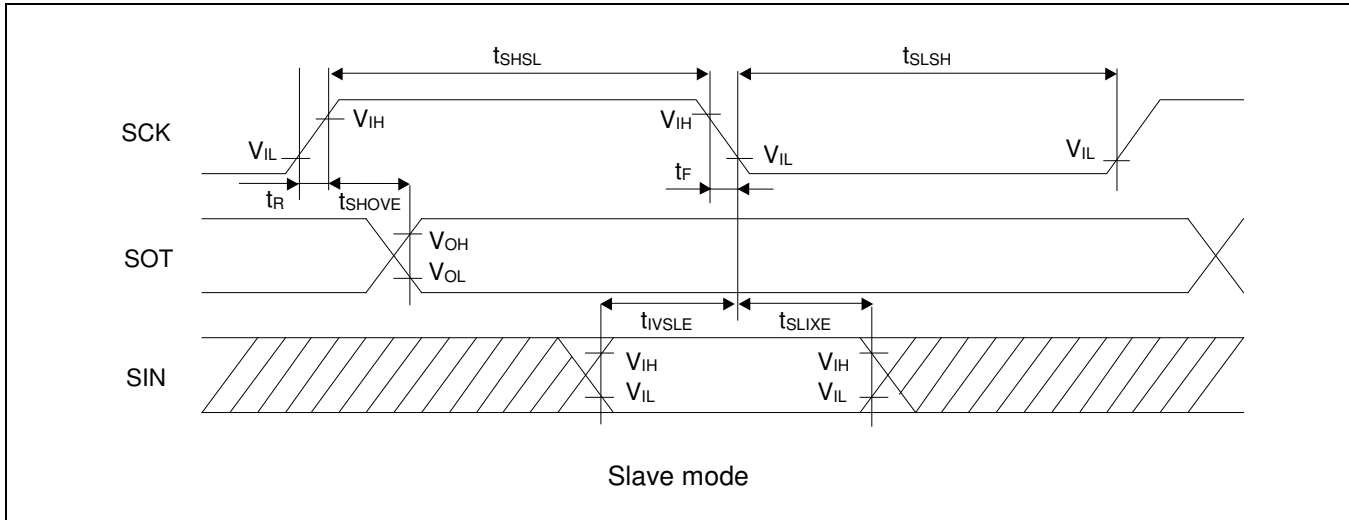 tSHSL
tSLSH
SCK
VIH
VIH
VIL
VIL
VIL
tF
tR
tSHOVE
SOT
VOH
VOL
tIVSLE
tSLIXE
SIN
VIH
VIH
VIL
VIL
Slave mode